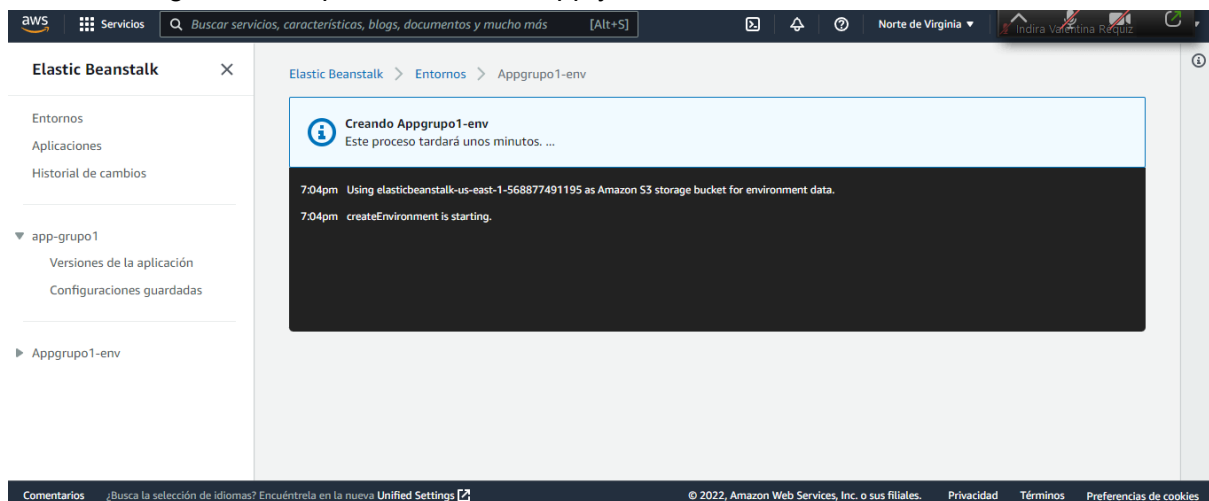 aws
Servicios
Buscar servicios, características, blogs, documentos y mucho más
[Alt+S]
Norte de Virginia
Indira Valentina Requiz
Elastic Beanstalk
Entornos
Aplicaciones
Historial de cambios
app-grupo1
Versiones de la aplicación
Configuraciones guardadas
Appgrupo1-env
Elastic Beanstalk > Entornos > Appgrupo1-env
Creando Appgrupo1-env
Este proceso tardará unos minutos. ...
7:04pm Using elasticbeanstalk-us-east-1-568877491195 as Amazon S3 storage bucket for environment data.
7:04pm createEnvironment is starting.
Comentarios ¿Busca la selección de idiomas? Encuéntrela en la nueva Unified Settings
© 2022, Amazon Web Services, Inc. o sus filiales. Privacidad Términos Preferencias de cookies